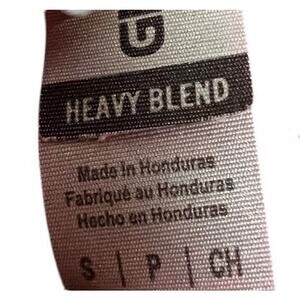 HEAVY BLEND
Made in Honduras
Fabriqué au Honduras
Hecho en Honduras
S | P | CH